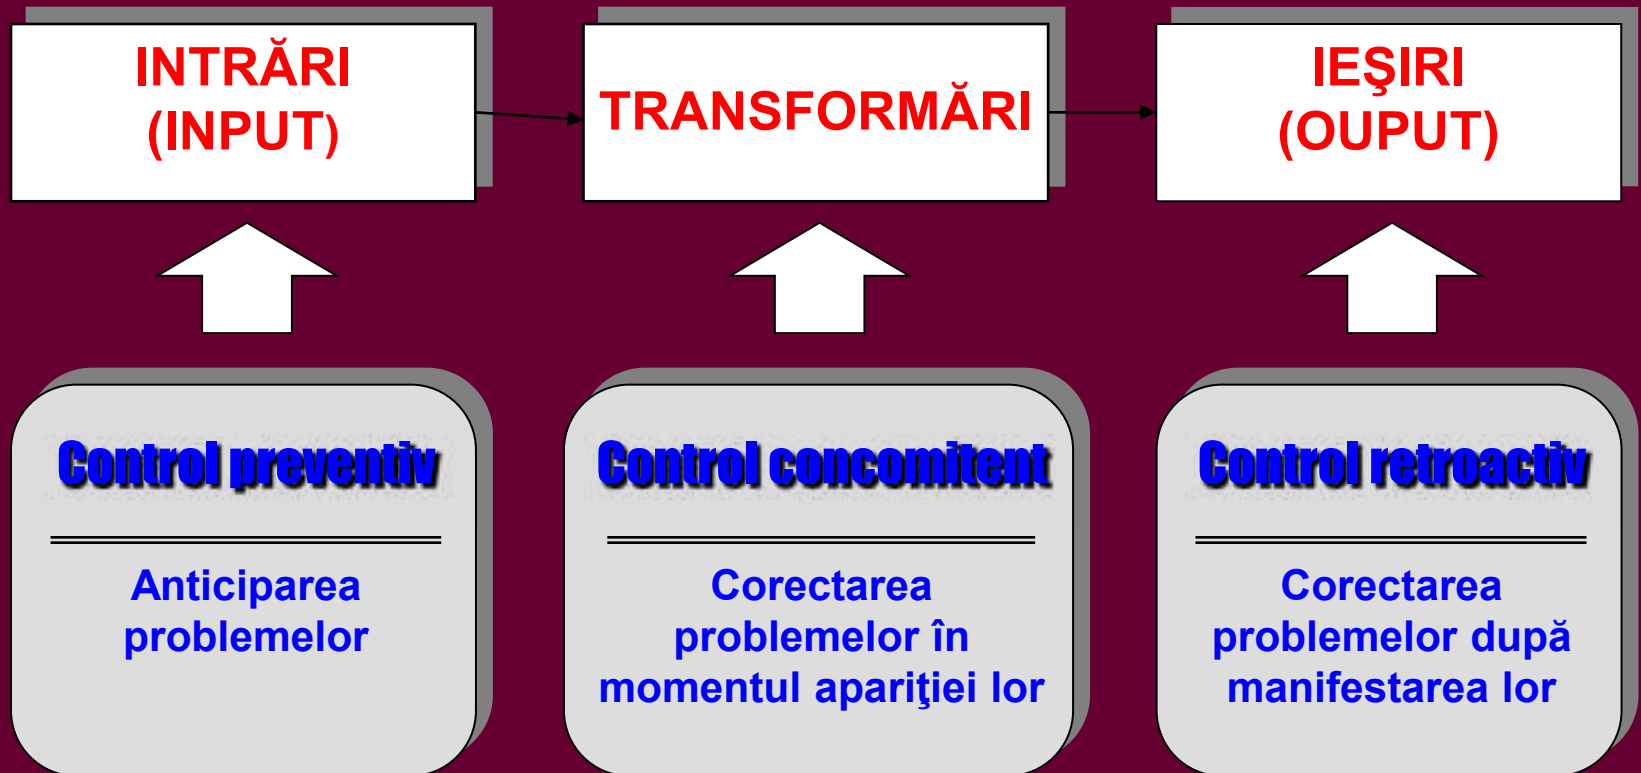 INTRĂRI
(INPUT)
TRANSFORMĂRI
IEŞIRI
(OUPUT)
Control preventiv
Anticiparea
problemelor
Control concomitent
Corectarea
problemelor în
momentul apariţiei lor
Control retroactiv
Corectarea
problemelor după
manifestarea lor